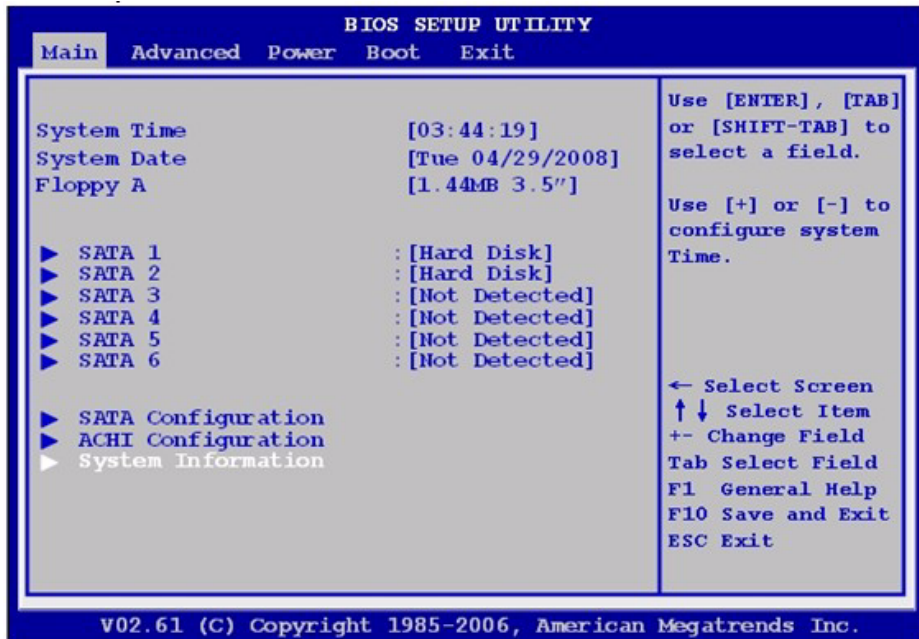 BIOS SETUP UTILITY
Main Advanced Power Boot Exit
System Time [03:44:19]
System Date [Tue 04/29/2008]
Floppy A [1.44MB 3.5″]
► SATA 1 :[Hard Disk]
► SATA 2 :[Hard Disk]
► SATA 3 :[Not Detected]
► SATA 4 :[Not Detected]
► SATA 5 :[Not Detected]
► SATA 6 :[Not Detected]
► SATA Configuration
► ACHI Configuration
► System Information
Use [ENTER], [TAB]
or [SHIFT-TAB] to
select a field.
Use [+] or [-] to
configure system
Time.
← Select Screen
↑↓ Select Item
+- Change Field
Tab Select Field
F1 General Help
F10 Save and Exit
ESC Exit
V02.61 (C) Copyright 1985-2006, American Megatrends Inc.